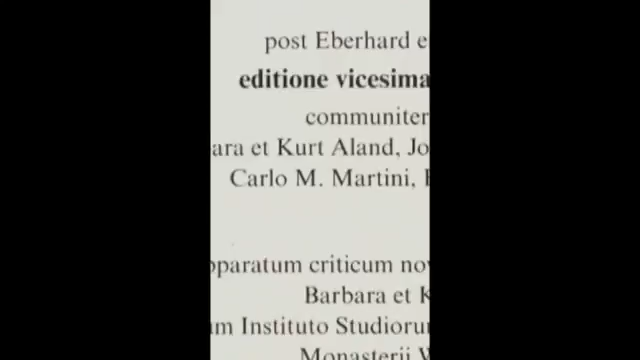 post Eberhard e
editione vicesima
communiter
ara et Kurt Aland, Jo
Carlo M. Martini,
pparatum criticum nov
Barbara et K
m Instituto Studioru
Monasterii